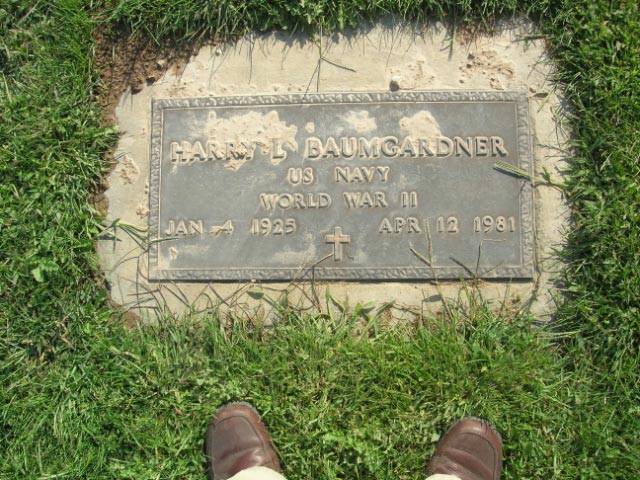 HARRY L BAUMGARDNER
US NAVY
WORLD WAR II
JAN 4 1925 APR 12 1981